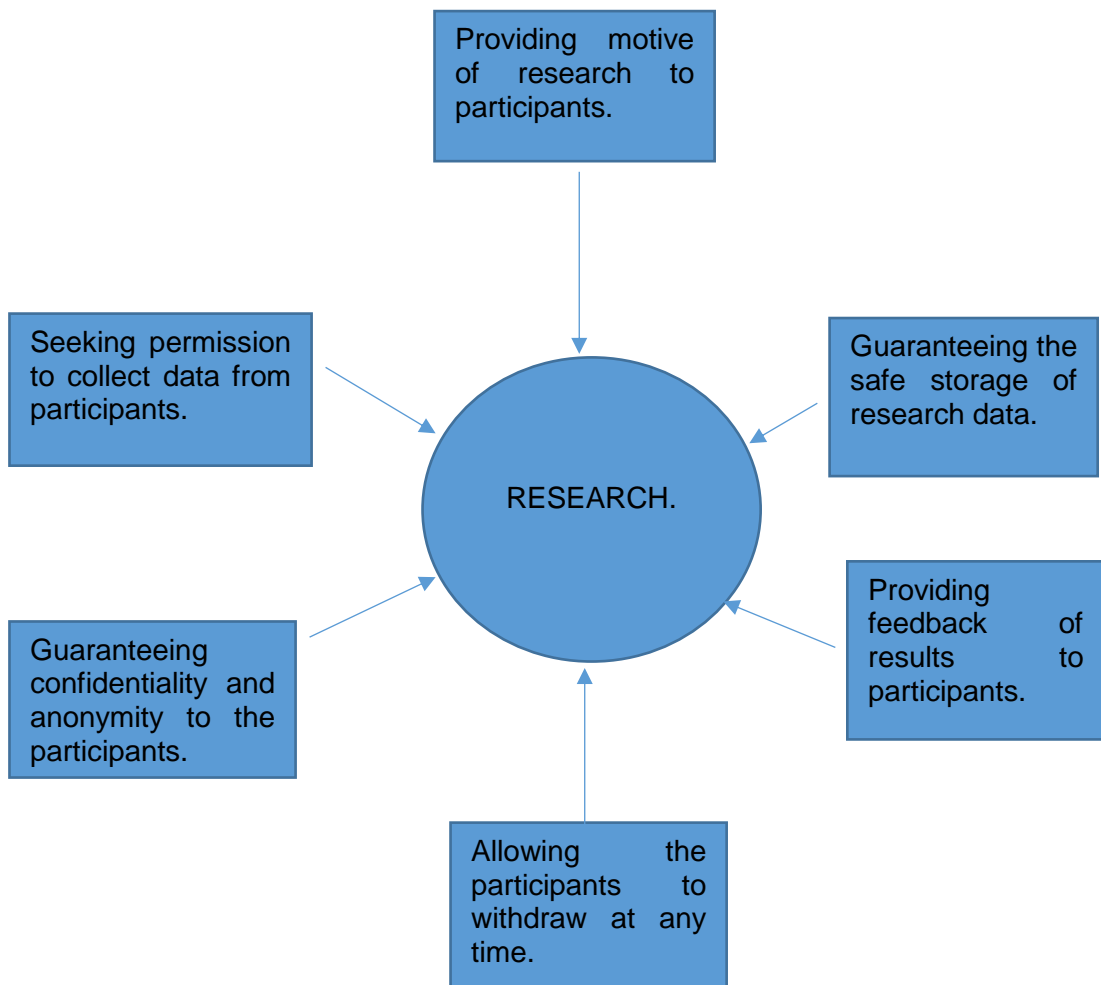 Providing motive
of research to
participants.
Seeking permission
to collect data from
participants.
Guaranteeing the
safe storage of
research data.
RESEARCH.
Guaranteeing
confidentiality and
anonymity to the
participants.
Providing
feedback of
results to
participants.
Allowing the
participants to
withdraw at any
time.